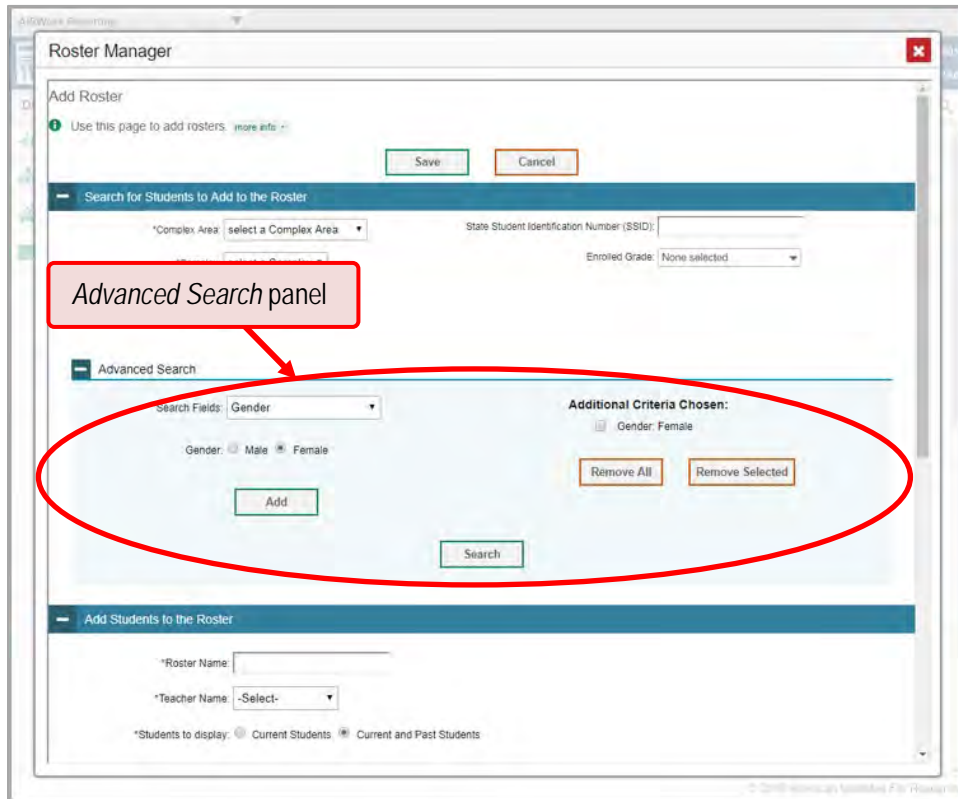 Roster Manager
Add Roster
Use this page to add rosters. more info
Save Cancel
Search for Students to Add to the Roster
*Complex Area: select a Complex Area State Student Identification Number (SSID):
Enrolled Grade: None selected
Advanced Search panel
Advanced Search
Search Fields: Gender Additional Criteria Chosen:
Gender: Female
Gender: Male Female
Remove All Remove Selected
Add
Search
Add Students to the Roster
*Roster Name:
*Teacher Name: -Select-
*Students to display: Current Students Current and Past Students